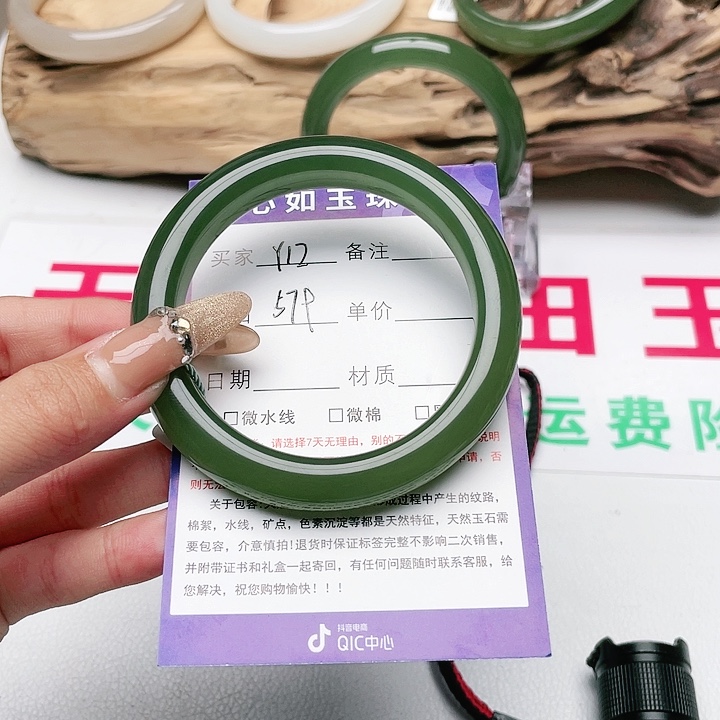 心如玉珠
买家 Y12 备注
57P 单价
日期 材质
□微水线 □微棉
请选择7天无理由,别的不
说明
申请,否
则无
关于包容:
形成过程中产生的纹路,
棉絮,水线,矿点,色素沉淀等都是天然特征,天然玉石需
要包容,介意慎拍!退货时保证标签完整不影响二次销售,
并附带证书和礼盒一起寄回,有任何问题随时联系客服,给
您解决,祝您购物愉快!!!
抖音电商
QIC中心
田玉
运费险